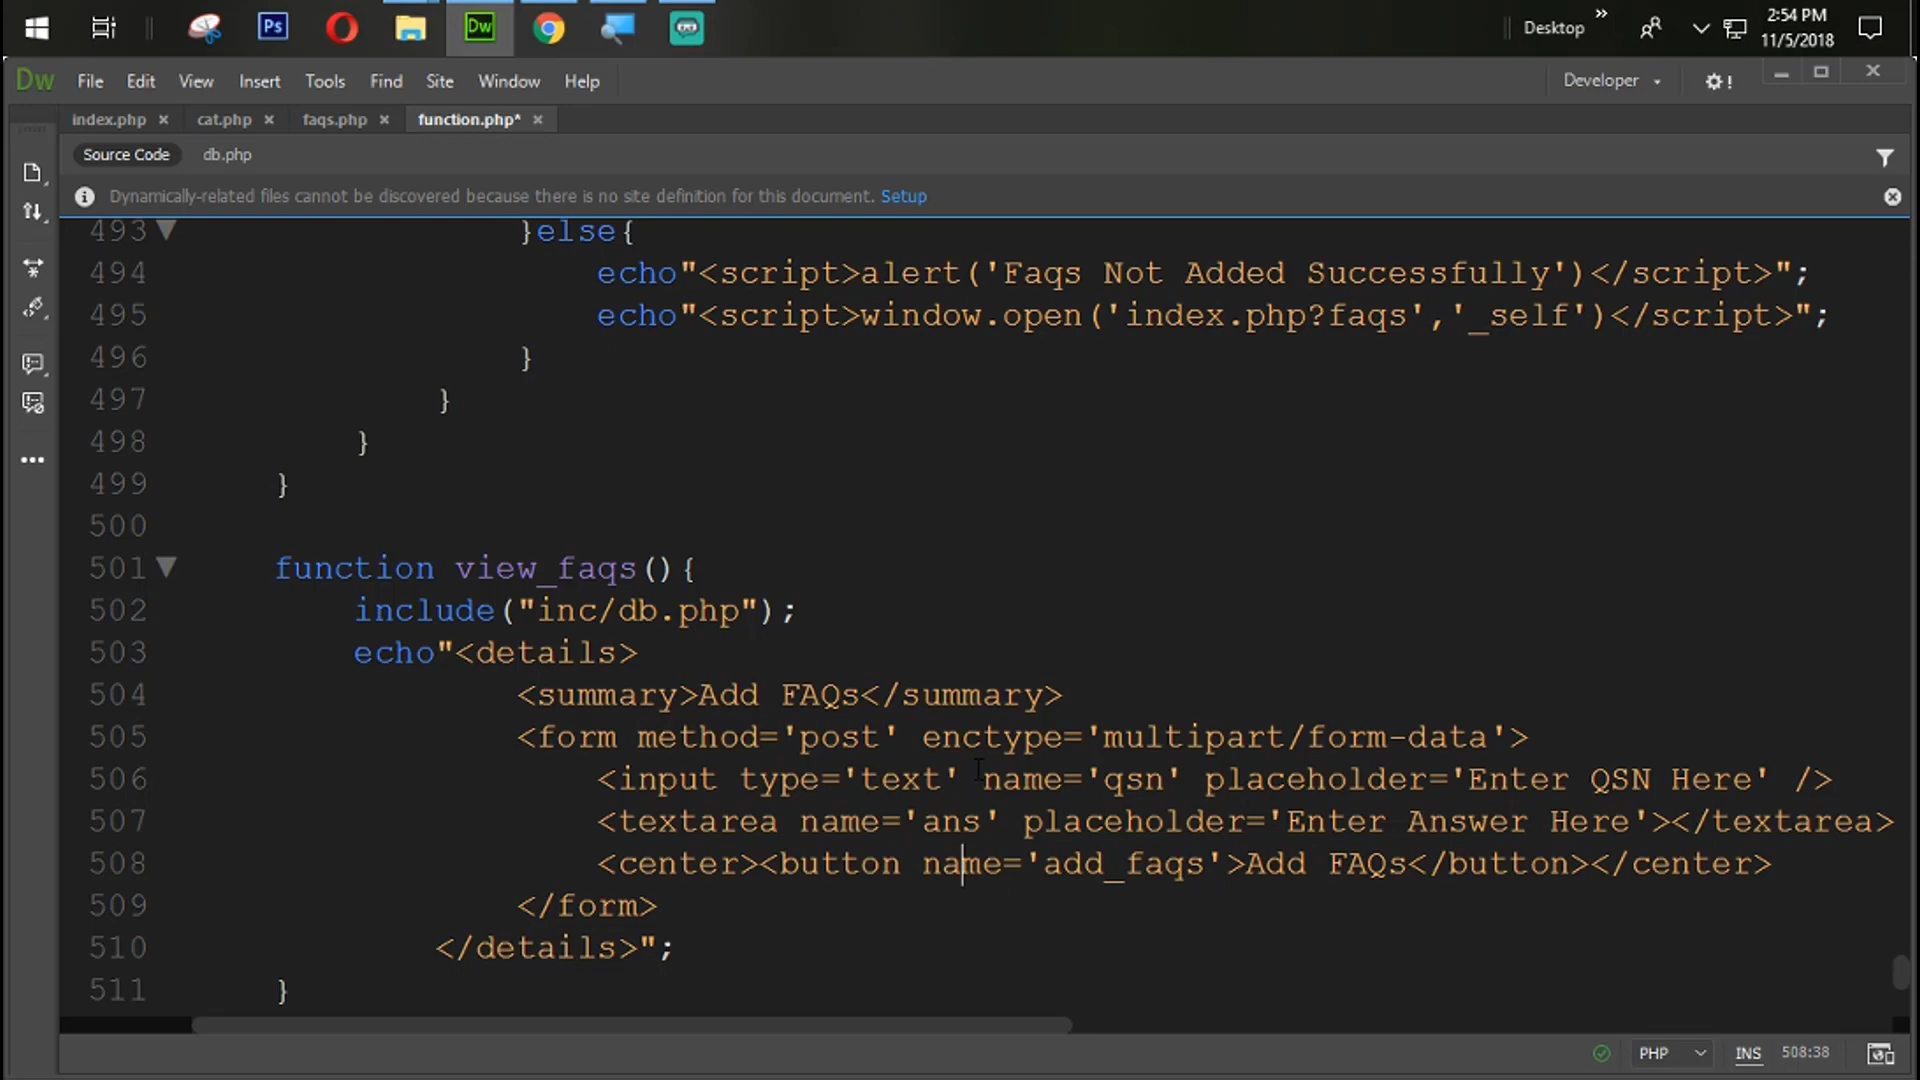 Ps
Dw
Desktop
»
2:54 PM
11/5/2018
Dw File Edit View Insert Tools Find Site Window Help
Developer
!
index.php × cat.php × faqs.php × function.php* ×
Source Code db.php
Dynamically-related files cannot be discovered because there is no site definition for this document. Setup
493 }else{
494 echo"<script>alert('Faqs Not Added Successfully')</script>";
495 echo"<script>window.open('index.php?faqs','_self')</script>";
496 }
497 }
498 }
499 }
500
501 function view_faqs(){
502 include("inc/db.php");
503 echo"<details>
504 <summary>Add FAQs</summary>
505 <form method='post' enctype='multipart/form-data'>
506 <input type='text' name='qsn' placeholder='Enter QSN Here' />
507 <textarea name='ans' placeholder='Enter Answer Here'></textarea>
508 <center><button name='add_faqs'>Add FAQs</button></center>
509 </form>
510 </details>";
511 }
PHP INS 508:38